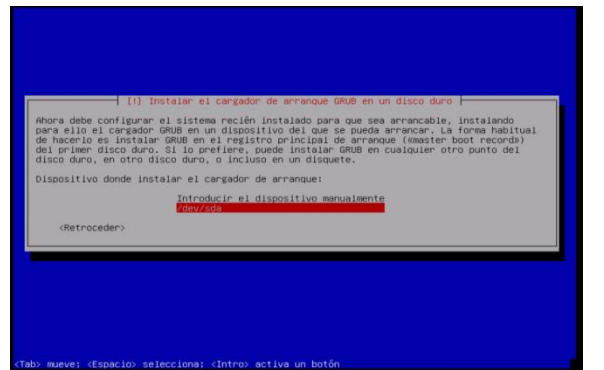 [!] Instalar el cargador de arranque GRUB en un disco duro
Ahora debe configurar el sistema recién instalado para que sea arrancable, instalando
para ello el cargador GRUB en un dispositivo del que se pueda arrancar. La forma habitual
de hacerlo es instalar GRUB en el registro principal de arranque («master boot record»)
del primer disco duro. Si lo prefiere, puede instalar GRUB en cualquier otro punto del
disco duro, en otro disco duro, o incluso en un disquete.
Dispositivo donde instalar el cargador de arranque:
Introducir el dispositivo manualmente
/dev/sda
<Retroceder>
<Tab> mueve; <Espacio> selecciona; <Intro> activa un botón